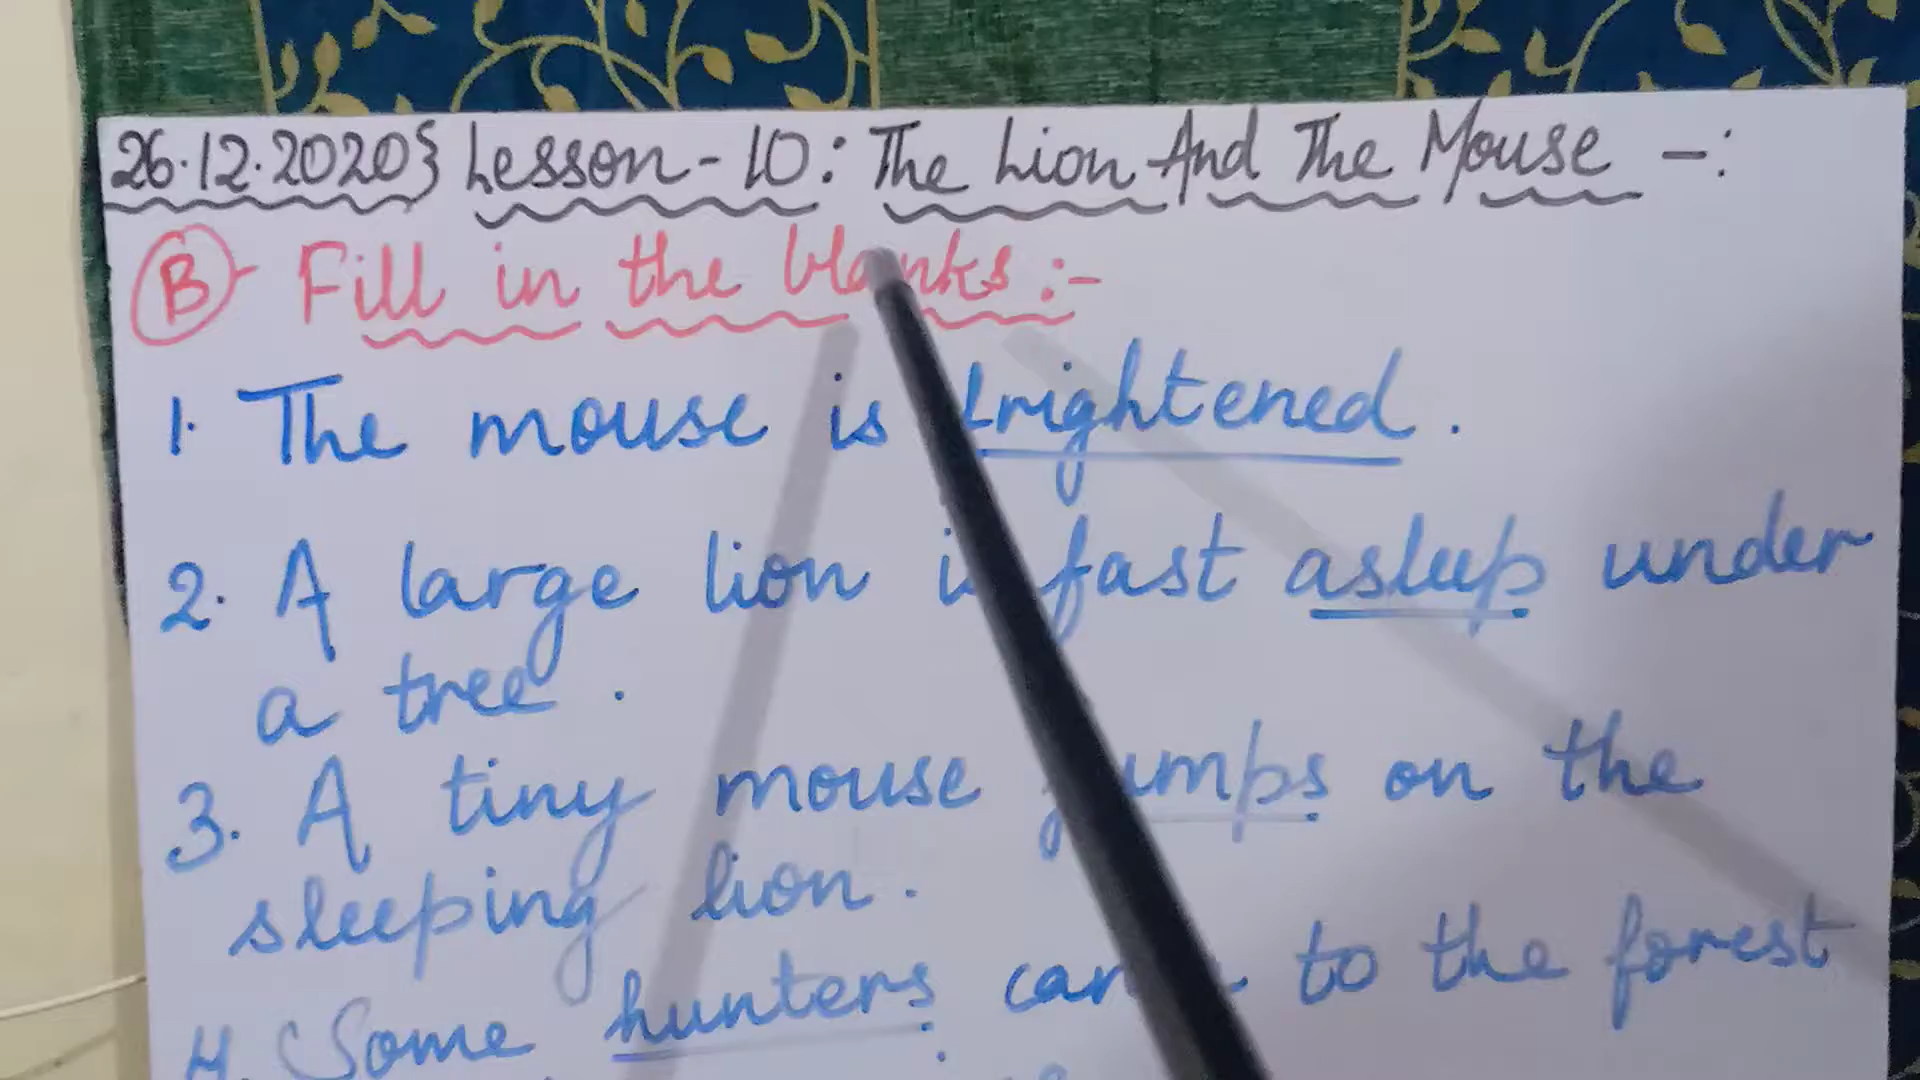 26.12.2020} Lesson-10: The Lion And The Mouse -:
B- Fill in the blanks :-
1. The mouse is frightened.
2. A large lion is fast asleep under
a tree.
3. A tiny mouse jumps on the
sleeping lion.
4. Some hunters to the forest